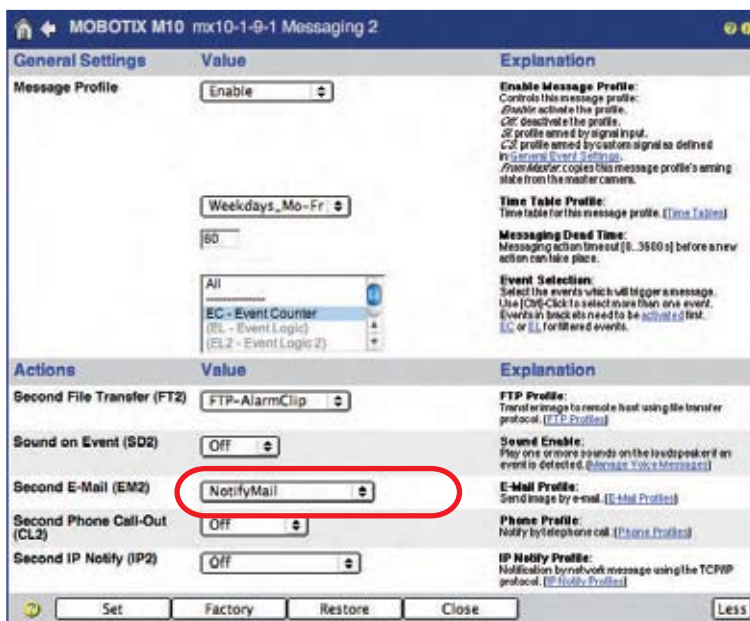 MOBOTIX M10 mx10-1-9-1 Messaging 2
General Settings Value Explanation
Message Profile
Enable
Enable Message Profile:
Controls this message profile:
Enable: activate the profile.
Off: deactivate the profile.
SI: profile armed by signal input.
CS: profile armed by custom signal as defined
in General Event Settings.
From Master: copies this message profile's arming
state from the master camera.
Weekdays_Mo-Fr
Time Table Profile:
Time table for this message profile. [Time Tables]
60
Messaging Dead Time:
Messaging action timeout [0..3600 s] before a new
action can take place.
All
--------------
EC - Event Counter
(EL - Event Logic)
(EL2 - Event Logic 2)
Event Selection:
Select the events which will trigger a message.
Use [Ctrl]-Click to select more than one event.
Events in brackets need to be activated first.
EC or EL for filtered events.
Actions Value Explanation
Second File Transfer (FT2)
FTP-AlarmClip
FTP Profile:
Transfer image to remote host using file transfer
protocol. [FTP Profiles]
Sound on Event (SD2)
Off
Sound Enable:
Play one or more sounds on the loudspeaker if an
event is detected. [Manage Voice Messages]
Second E-Mail (EM2)
NotifyMail
E-Mail Profile:
Send image by e-mail. [E-Mail Profiles]
Second Phone Call-Out
(CL2)
Off
Phone Profile:
Notify by telephone call. [Phone Profiles]
Second IP Notify (IP2)
Off
IP Notify Profile:
Notification by network message using the TCP/IP
protocol. [IP Notify Profiles]
Set Factory Restore Close Less